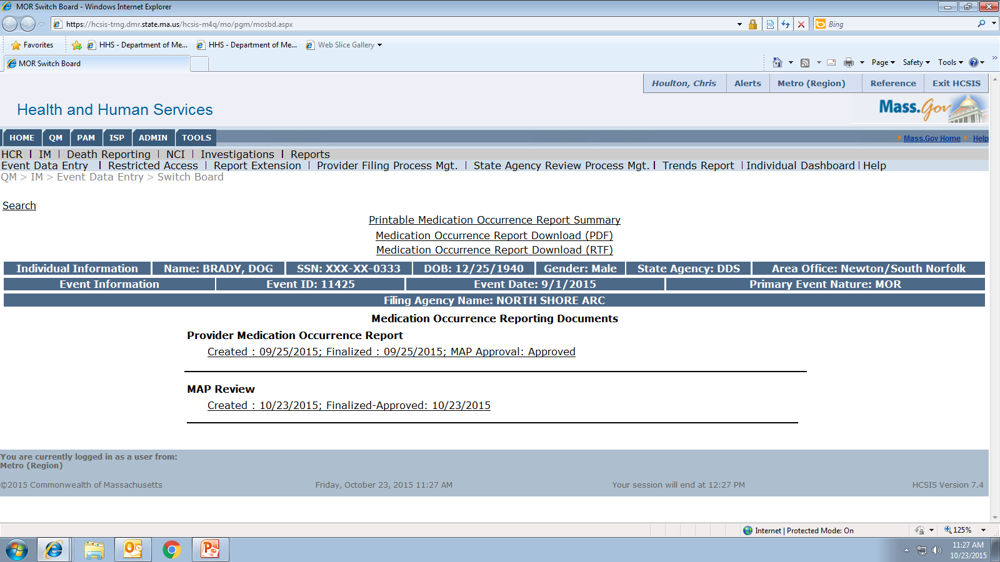 MOR Switch Board - Windows Internet Explorer
https://hcsis-trng.dmr.state.ma.us/hcsis-m4q/mo/pgm/mosbd.aspx
Bing
Favorites
HHS - Department of Me...
HHS - Department of Me...
Web Slice Gallery
MOR Switch Board
Page
Safety
Tools
Houlton, Chris
Alerts
Metro (Region)
Reference
Exit HCSIS
Health and Human Services
Mass.Gov
HOME QM PAM ISP ADMIN TOOLS
Mass.Gov Home Help
HCR | IM | Death Reporting | NCI | Investigations | Reports
Event Data Entry | Restricted Access | Report Extension | Provider Filing Process Mgt. | State Agency Review Process Mgt. | Trends Report | Individual Dashboard | Help
QM > IM > Event Data Entry > Switch Board
Search
Printable Medication Occurrence Report Summary
Medication Occurrence Report Download (PDF)
Medication Occurrence Report Download (RTF)
Individual Information Name: BRADY, DOG SSN: XXX-XX-0333 DOB: 12/25/1940 Gender: Male State Agency: DDS Area Office: Newton/South Norfolk
Event Information Event ID: 11425 Event Date: 9/1/2015 Primary Event Nature: MOR
Filing Agency Name: NORTH SHORE ARC
Medication Occurrence Reporting Documents
Provider Medication Occurrence Report
Created : 09/25/2015; Finalized : 09/25/2015; MAP Approval: Approved
MAP Review
Created : 10/23/2015; Finalized-Approved: 10/23/2015
You are currently logged in as a user from:
Metro (Region)
©2015 Commonwealth of Massachusetts Friday, October 23, 2015 11:27 AM Your session will end at 12:27 PM HCSIS Version 7.4
Internet | Protected Mode: On
125%
11:27 AM
10/23/2015